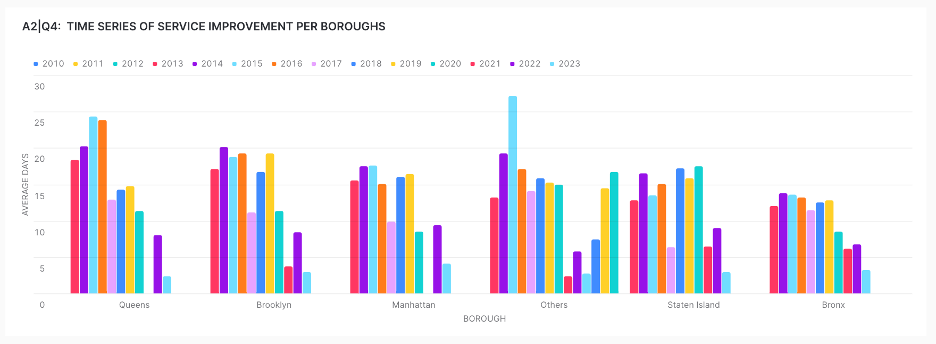 A2|Q4: TIME SERIES OF SERVICE IMPROVEMENT PER BOROUGHS
2010 2011 2012 2013 2014 2015 2016 2017 2018 2019 2020 2021 2022 2023
30
25
20
15
10
5
0
AVERAGE DAYS
Queens Brooklyn Manhattan Others Staten Island Bronx
BOROUGH